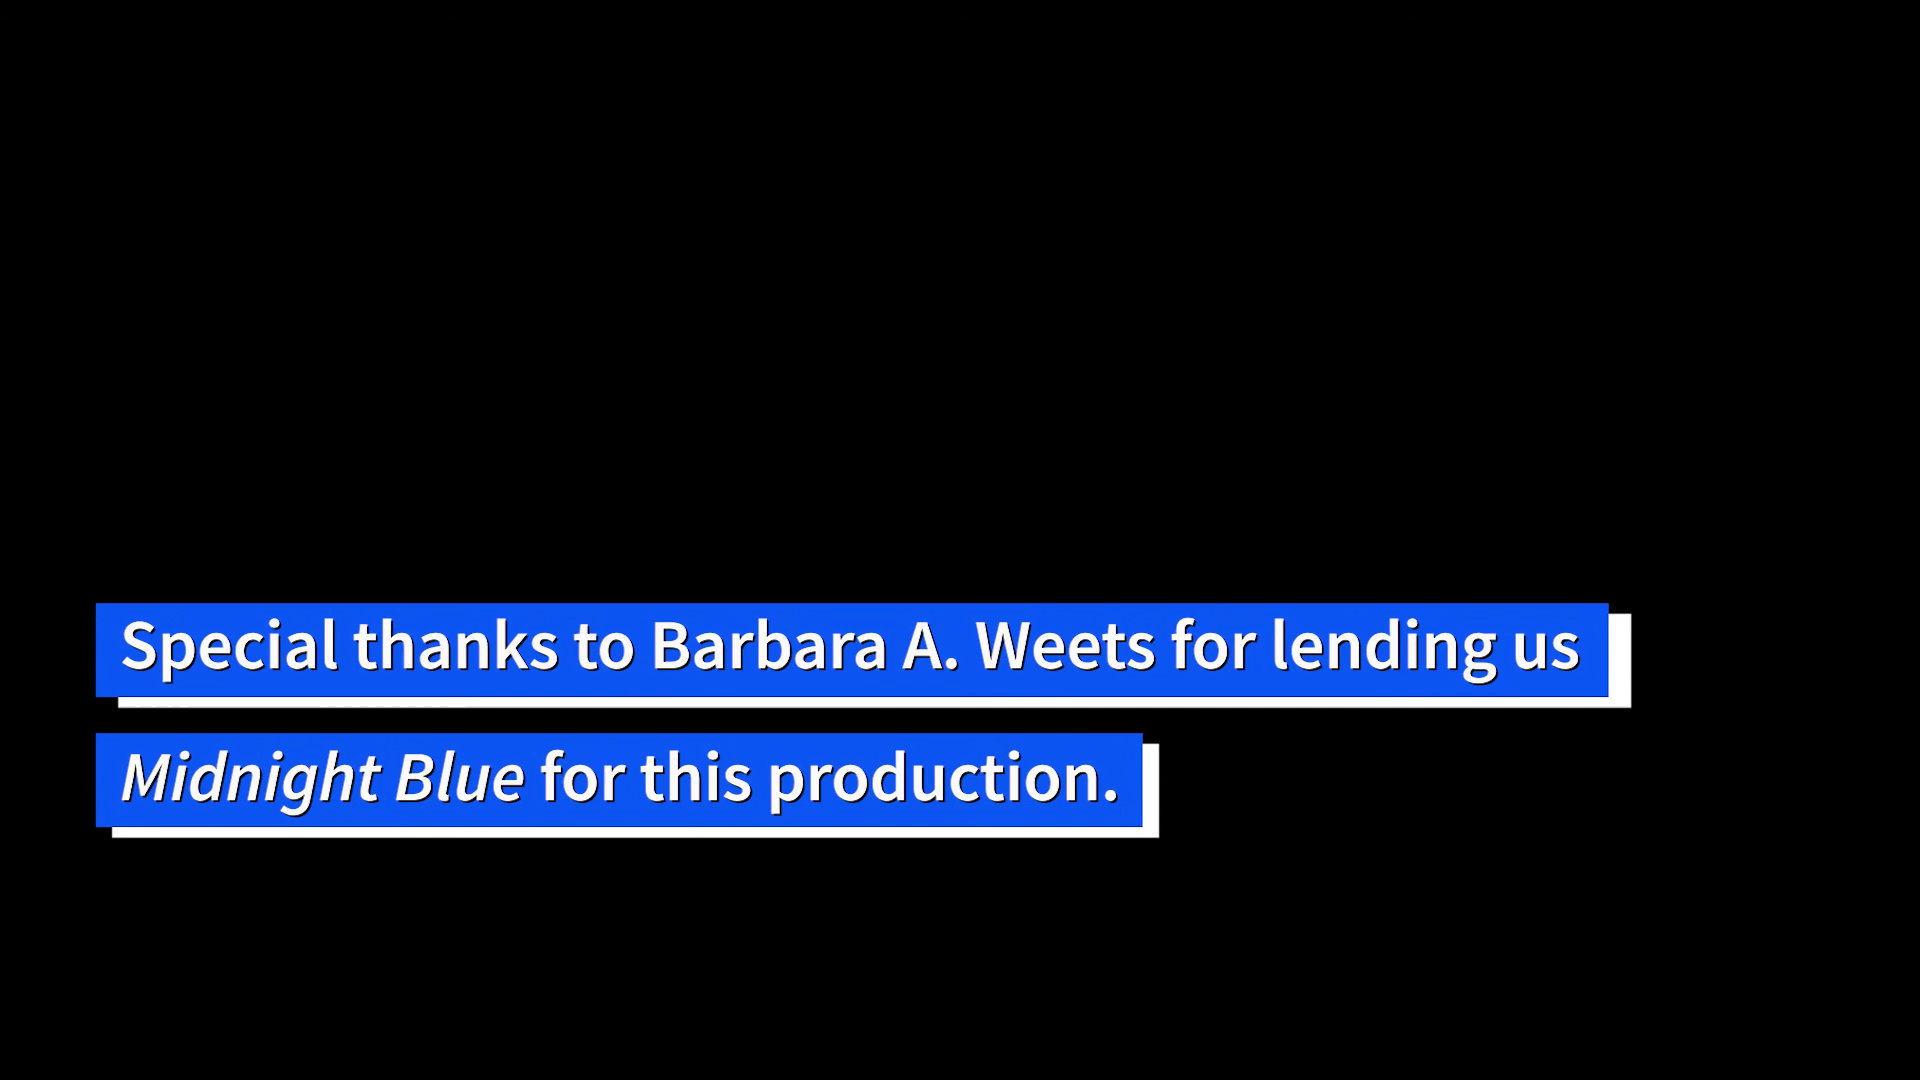 Special thanks to Barbara A. Weets for lending us
Midnight Blue for this production.